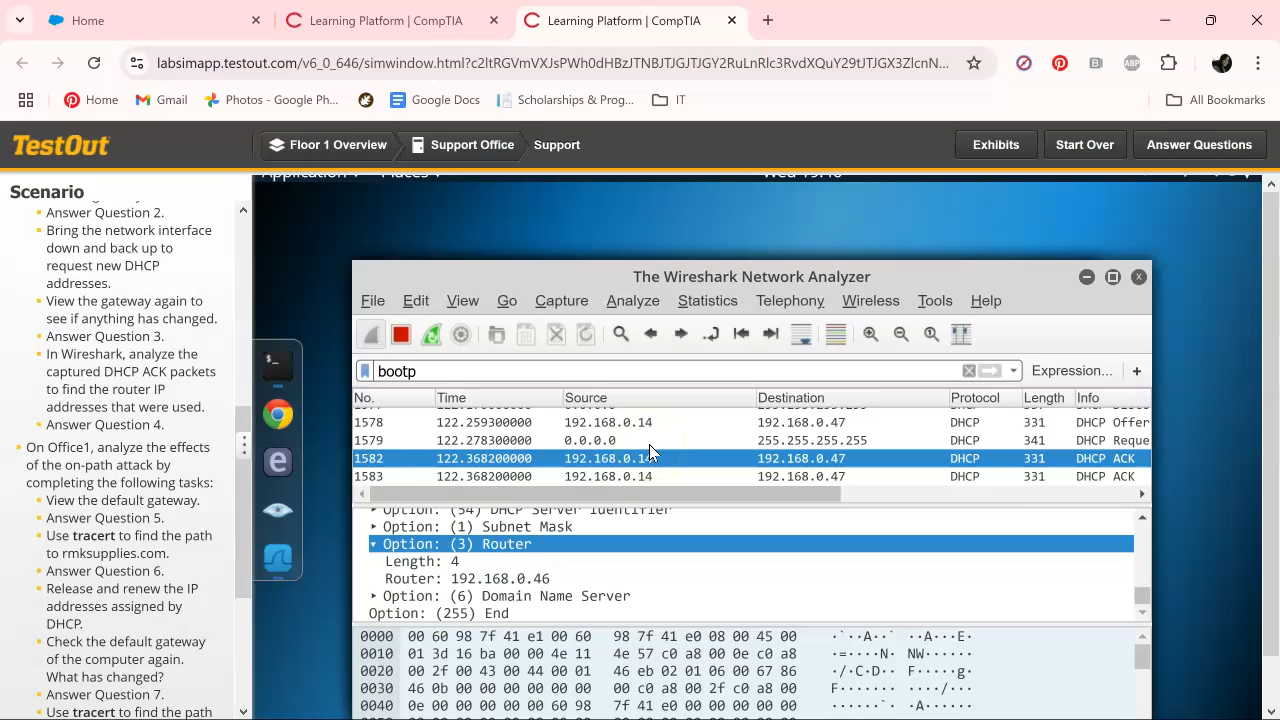 Home
Learning Platform | CompTIA
Learning Platform | CompTIA
labsimapp.testout.com/v6_0_646/simwindow.html?c2ltRGVmVXJsPWh0dHBzJTNBJTJGJTJGY2RuLnRlc3RvdXQuY29tJTJGX3ZlcnN...
ABP
Home
Gmail
Photos - Google Ph...
Google Docs
Scholarships & Prog...
IT
All Bookmarks
TestOut
Floor 1 Overview
Support Office
Support
Exhibits
Start Over
Answer Questions
Scenario
Answer Question 2.
Bring the network interface
down and back up to
request new DHCP
addresses.
View the gateway again to
see if anything has changed.
Answer Question 3.
In Wireshark, analyze the
captured DHCP ACK packets
to find the router IP
addresses that were used.
Answer Question 4.
On Office1, analyze the effects
of the on-path attack by
completing the following tasks:
View the default gateway.
Answer Question 5.
Use tracert to find the path
to rmksupplies.com.
Answer Question 6.
Release and renew the IP
addresses assigned by
DHCP.
Check the default gateway
of the computer again.
What has changed?
Answer Question 7.
Use tracert to find the path
The Wireshark Network Analyzer
File Edit View Go Capture Analyze Statistics Telephony Wireless Tools Help
bootp
Expression... +
No. Time Source Destination Protocol Length Info
1578 122.259300000 192.168.0.14 192.168.0.47 DHCP 331 DHCP Offer
1579 122.278300000 0.0.0.0 255.255.255.255 DHCP 341 DHCP Reque
1582 122.368200000 192.168.0.14 192.168.0.47 DHCP 331 DHCP ACK
1583 122.368200000 192.168.0.14 192.168.0.47 DHCP 331 DHCP ACK
Option: (54) DHCP Server Identifier
Option: (1) Subnet Mask
Option: (3) Router
Length: 4
Router: 192.168.0.46
Option: (6) Domain Name Server
Option: (255) End
0000 00 60 98 7f 41 e1 00 60 98 7f 41 e0 08 00 45 00 ·`··A··` ··A···E·
0010 01 3d 16 ba 00 00 4e 11 4e 57 c0 a8 00 0e c0 a8 ·=····N· NW······
0020 00 2f 00 43 00 44 00 01 46 eb 02 01 06 00 67 86 ·/·C·D·· F·····g·
0030 46 0b 00 00 00 00 00 00 00 c0 a8 00 2f c0 a8 00 F······· ····/···
0040 0e 00 00 00 00 00 60 98 7f 41 e0 00 00 00 00 00 ······`· ·A······